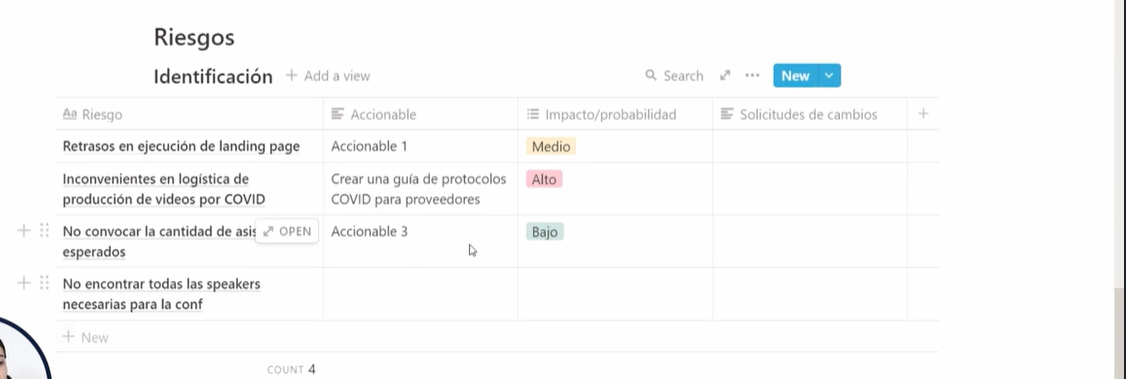 Riesgos
Identificación + Add a view Search ... New
Aa Riesgo Accionable Impacto/probabilidad Solicitudes de cambios +
Retrasos en ejecución de landing page Accionable 1 Medio
Inconvenientes en logística de Crear una guía de protocolos Alto
producción de videos por COVID COVID para proveedores
No convocar la cantidad de OPEN Accionable 3 Bajo
esperados
No encontrar todas las speakers
necesarias para la conf
+ New
COUNT 4